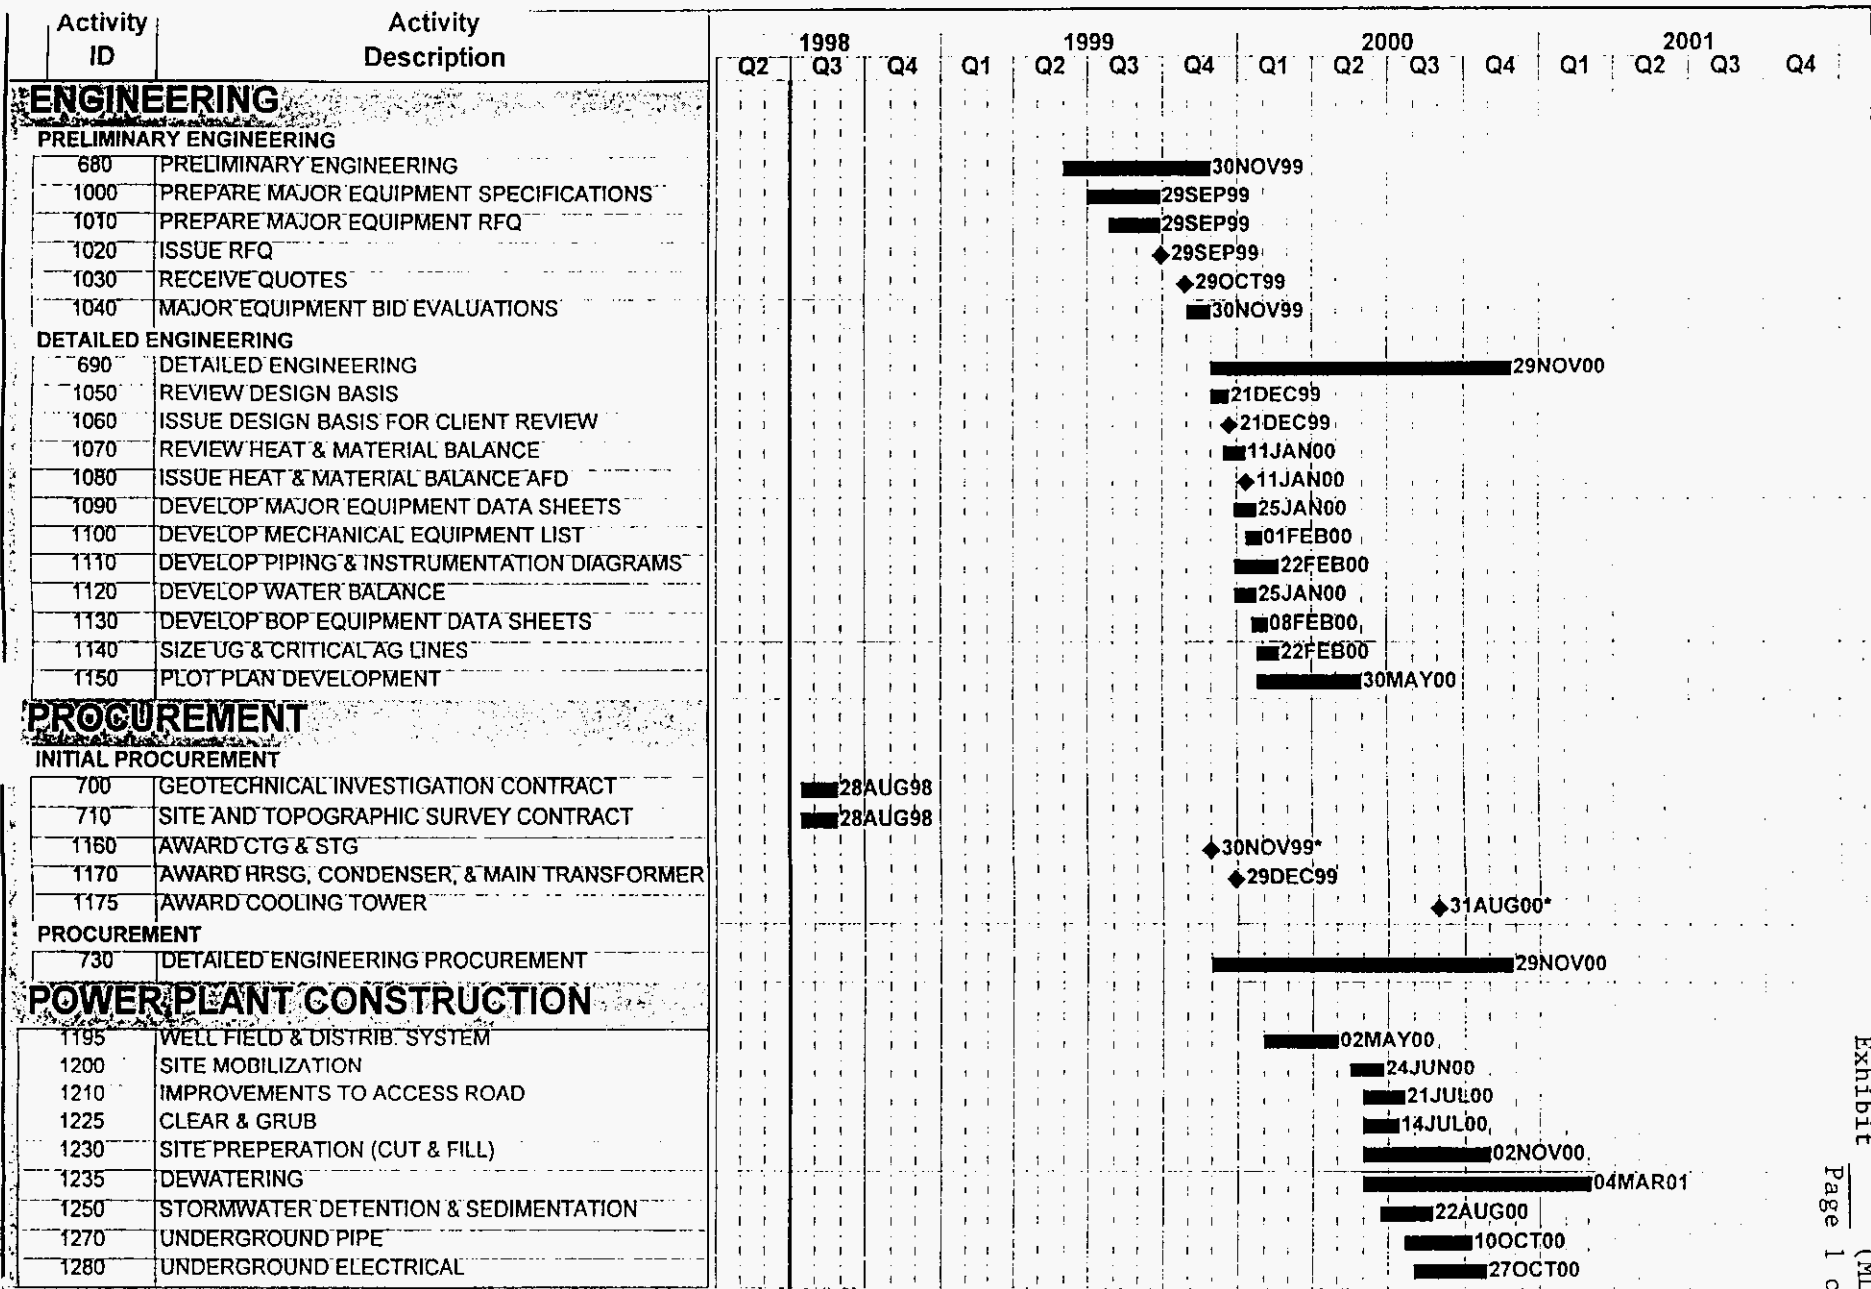 Activity ID Activity Description
1998 1999 2000 2001
Q2 Q3 Q4 Q1 Q2 Q3 Q4 Q1 Q2 Q3 Q4 Q1 Q2 Q3 Q4
ENGINEERING
PRELIMINARY ENGINEERING
680 PRELIMINARY ENGINEERING 30NOV99
1000 PREPARE MAJOR EQUIPMENT SPECIFICATIONS 29SEP99
1010 PREPARE MAJOR EQUIPMENT RFQ 29SEP99
1020 ISSUE RFQ 29SEP99
1030 RECEIVE QUOTES 29OCT99
1040 MAJOR EQUIPMENT BID EVALUATIONS 30NOV99
DETAILED ENGINEERING
690 DETAILED ENGINEERING 29NOV00
1050 REVIEW DESIGN BASIS 21DEC99
1060 ISSUE DESIGN BASIS FOR CLIENT REVIEW 21DEC99
1070 REVIEW HEAT & MATERIAL BALANCE 11JAN00
1080 ISSUE HEAT & MATERIAL BALANCE AFD 11JAN00
1090 DEVELOP MAJOR EQUIPMENT DATA SHEETS 25JAN00
1100 DEVELOP MECHANICAL EQUIPMENT LIST 01FEB00
1110 DEVELOP PIPING & INSTRUMENTATION DIAGRAMS 22FEB00
1120 DEVELOP WATER BALANCE 25JAN00
1130 DEVELOP BOP EQUIPMENT DATA SHEETS 08FEB00
1140 SIZE UG & CRITICAL AG LINES 22FEB00
1150 PLOT PLAN DEVELOPMENT 30MAY00
PROCUREMENT
INITIAL PROCUREMENT
700 GEOTECHNICAL INVESTIGATION CONTRACT 28AUG98
710 SITE AND TOPOGRAPHIC SURVEY CONTRACT 28AUG98
1160 AWARD CTG & STG 30NOV99*
1170 AWARD HRSG, CONDENSER, & MAIN TRANSFORMER 29DEC99
1175 AWARD COOLING TOWER 31AUG00*
PROCUREMENT
730 DETAILED ENGINEERING PROCUREMENT 29NOV00
POWER PLANT CONSTRUCTION
1195 WELL FIELD & DISTRIB. SYSTEM 02MAY00
1200 SITE MOBILIZATION 24JUN00
1210 IMPROVEMENTS TO ACCESS ROAD 21JUL00
1225 CLEAR & GRUB 14JUL00
1230 SITE PREPERATION (CUT & FILL) 02NOV00
1235 DEWATERING 04MAR01
1250 STORMWATER DETENTION & SEDIMENTATION 22AUG00
1270 UNDERGROUND PIPE 10OCT00
1280 UNDERGROUND ELECTRICAL 27OCT00
Exhibit
Page 1